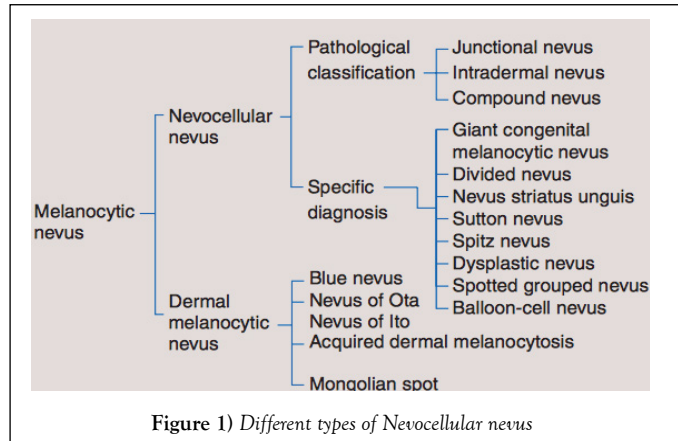 Pathological
classification
Junctional nevus
Intradermal nevus
Compound nevus
Nevocellular
nevus
Giant congenital
melanocytic nevus
Divided nevus
Specific
diagnosis
Nevus striatus unguis
Melanocytic
nevus
Sutton nevus
Spitz nevus
Dysplastic nevus
Spotted grouped nevus
Balloon-cell nevus
Dermal
melanocytic
nevus
Blue nevus
Nevus of Ota
Nevus of Ito
Acquired dermal melanocytosis
Mongolian spot
Figure 1) Different types of Nevocellular nevus